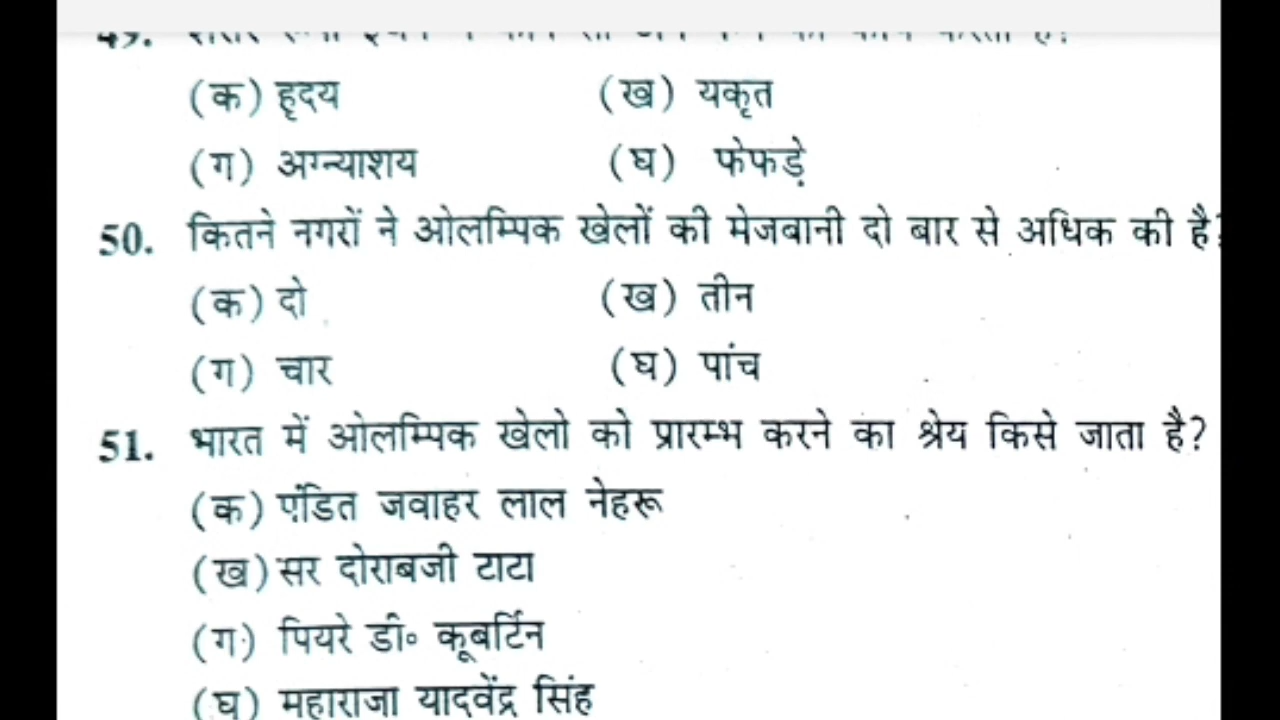 49.
(क) हृदय (ख) यकृत
(ग) अग्न्याशय (घ) फेफड़े
50. कितने नगरों ने ओलम्पिक खेलों की मेजबानी दो बार से अधिक की है?
(क) दो (ख) तीन
(ग) चार (घ) पांच
51. भारत में ओलम्पिक खेलो को प्रारम्भ करने का श्रेय किसे जाता है?
(क) पंडित जवाहर लाल नेहरू
(ख) सर दोराबजी टाटा
(ग) पियरे डी॰ कूबर्टिन
(घ) महाराजा यादवेंद्र सिंह